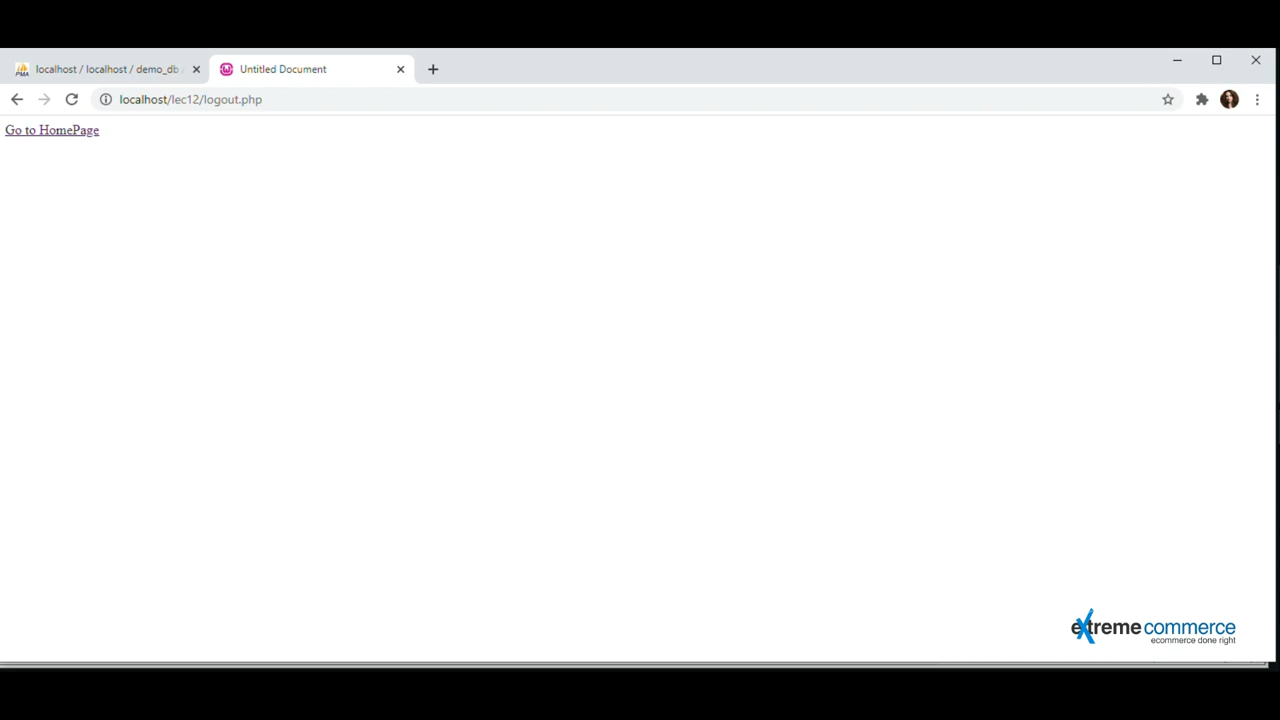 localhost / localhost / demo_db
Untitled Document
localhost/lec12/logout.php
Go to HomePage
extreme commerce
ecommerce done right